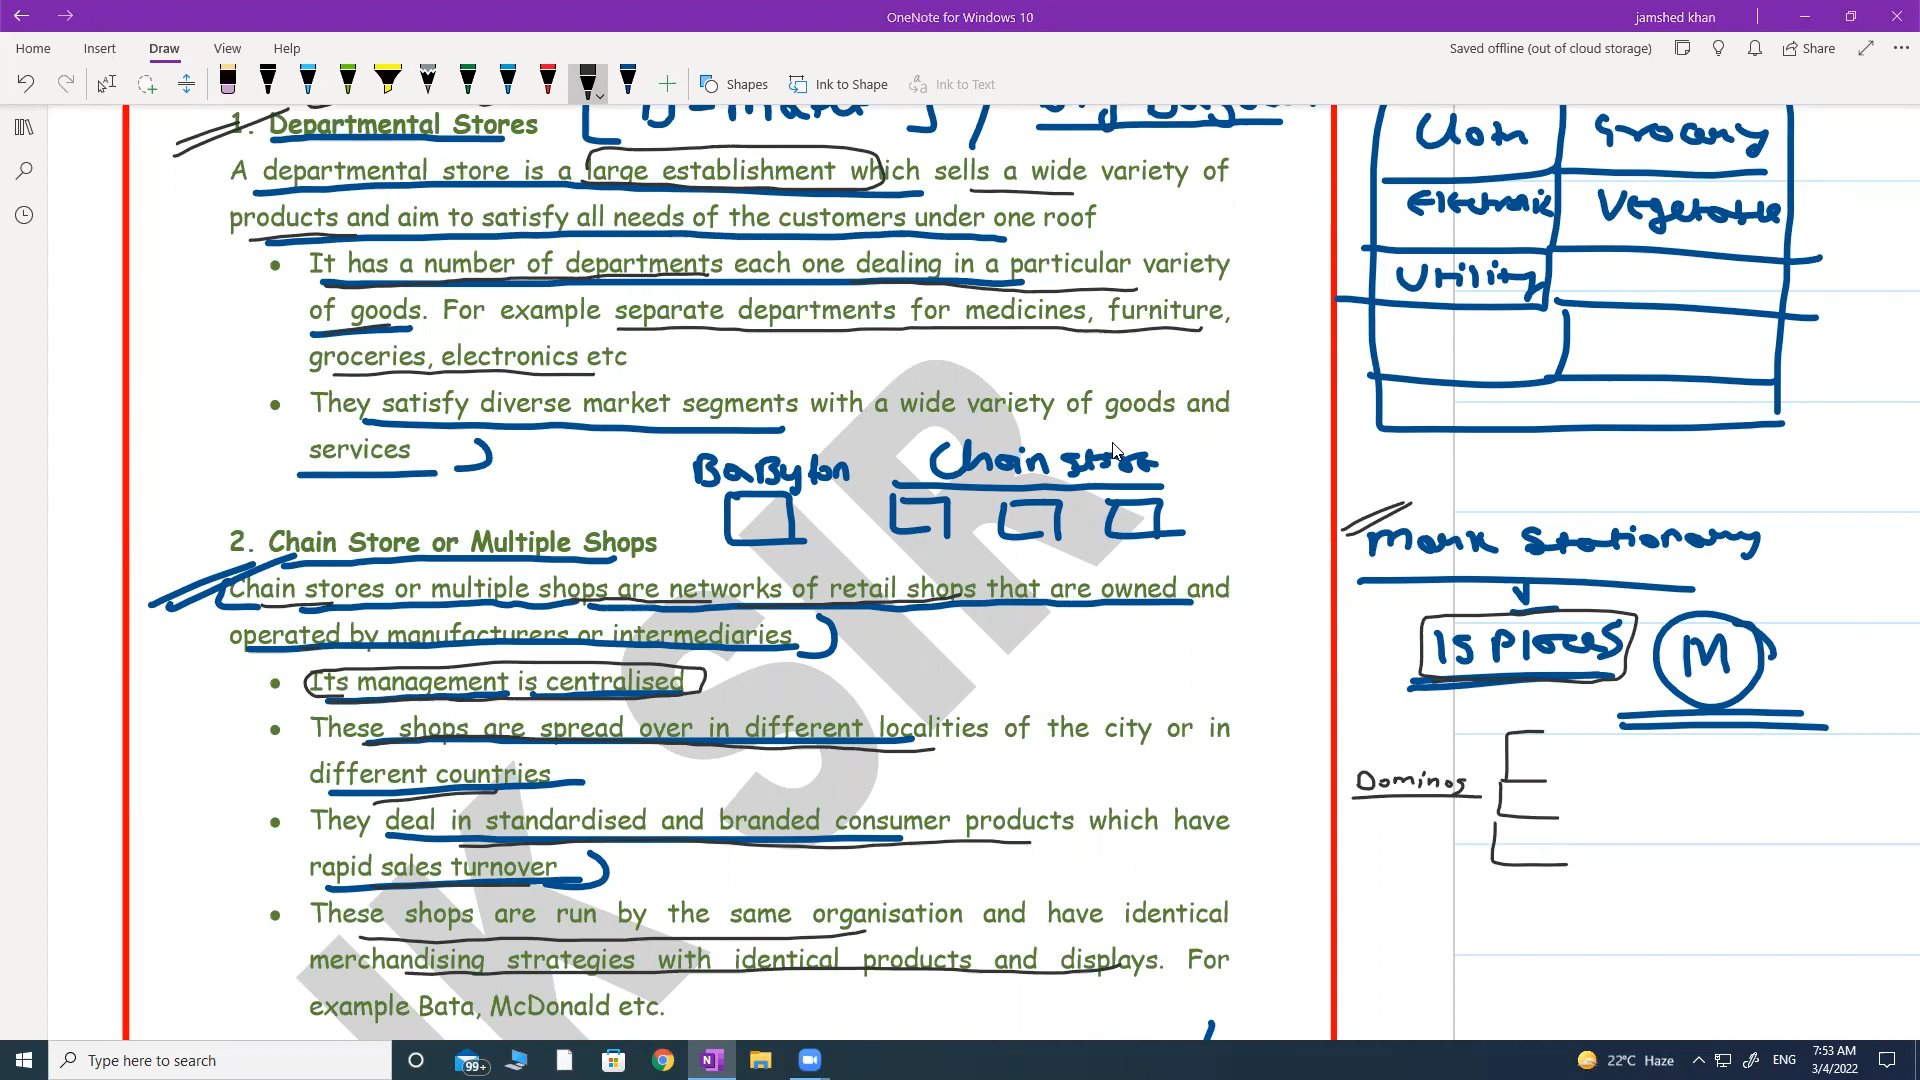 OneNote for Windows 10
jamshed khan
Home Insert Draw View Help
Saved offline (out of cloud storage)
Share
Shapes
Ink to Shape
Ink to Text
1. Departmental Stores
A departmental store is a large establishment which sells a wide variety of
products and aim to satisfy all needs of the customers under one roof
• It has a number of departments each one dealing in a particular variety
of goods. For example separate departments for medicines, furniture,
groceries, electronics etc
• They satisfy diverse market segments with a wide variety of goods and
services
BaBylon
Chain store
2. Chain Store or Multiple Shops
Chain stores or multiple shops are networks of retail shops that are owned and
operated by manufacturers or intermediaries
• Its management is centralised
• These shops are spread over in different localities of the city or in
different countries
• They deal in standardised and branded consumer products which have
rapid sales turnover
• These shops are run by the same organisation and have identical
merchandising strategies with identical products and displays. For
example Bata, McDonald etc.
JK SIR
Cloth
Grocery
Electronic
Vegetable
Utility
Mark Stationary
15 places
M
Dominos
Type here to search
99+
22°C Haze
ENG
7:53 AM
3/4/2022